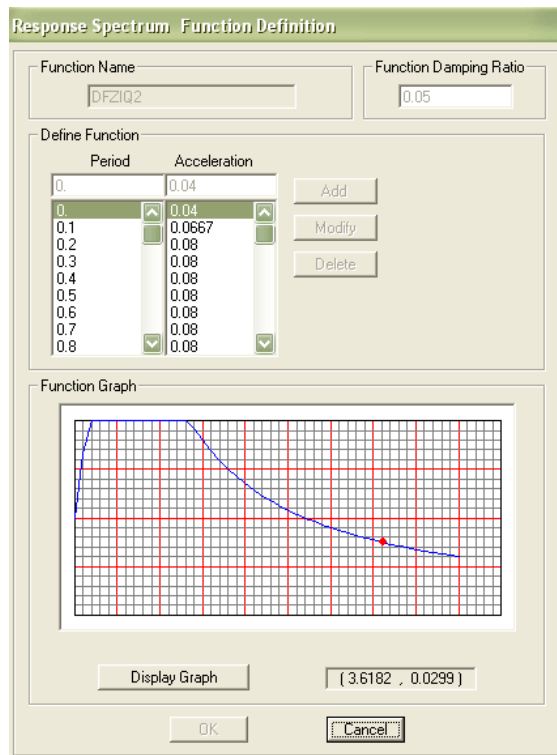 Response Spectrum Function Definition
Function Name
Function Damping Ratio
DFZIQ2
0.05
Define Function
Period Acceleration
0. 0.04
Add
0. 0.04
0.1 0.0667
Modify
0.2 0.08
0.3 0.08
Delete
0.4 0.08
0.5 0.08
0.6 0.08
0.7 0.08
0.8 0.08
Function Graph
Display Graph
( 3.6182 , 0.0299 )
OK
Cancel